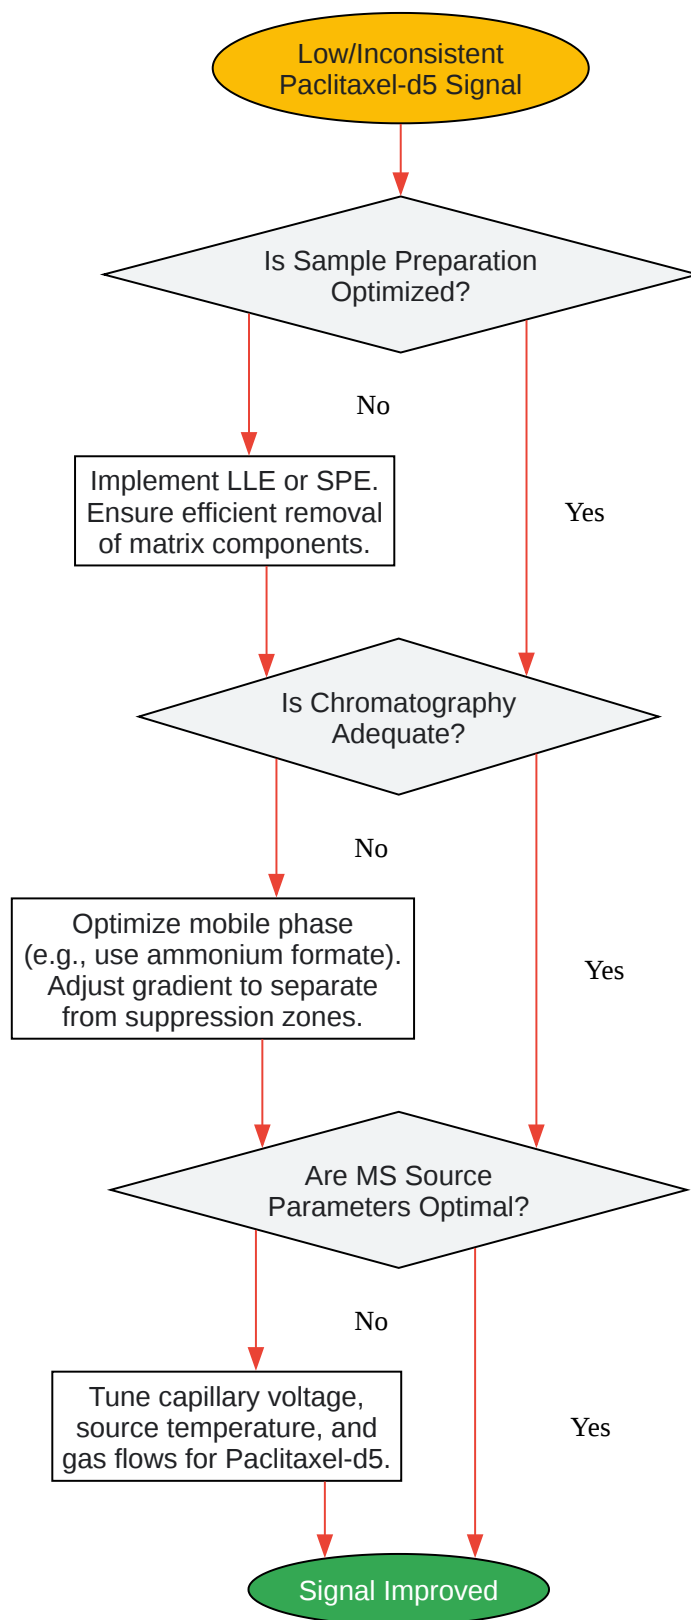 Low/Inconsistent
Paclitaxel-d5 Signal
Is Sample Preparation
Optimized?
No
Implement LLE or SPE.
Ensure efficient removal
of matrix components.
Yes
Is Chromatography
Adequate?
No
Optimize mobile phase
(e.g., use ammonium formate).
Adjust gradient to separate
from suppression zones.
Yes
Are MS Source
Parameters Optimal?
No
Tune capillary voltage,
source temperature, and
gas flows for Paclitaxel-d5.
Yes
Signal Improved